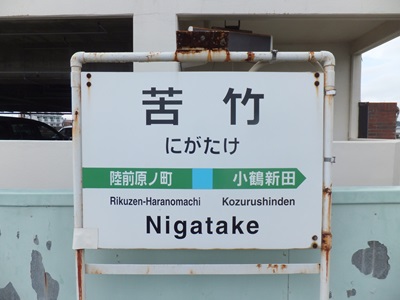 苦竹
にがたけ
陸前原ノ町 小鶴新田
Rikuzen-Haranomachi Kozurushinden
Nigatake